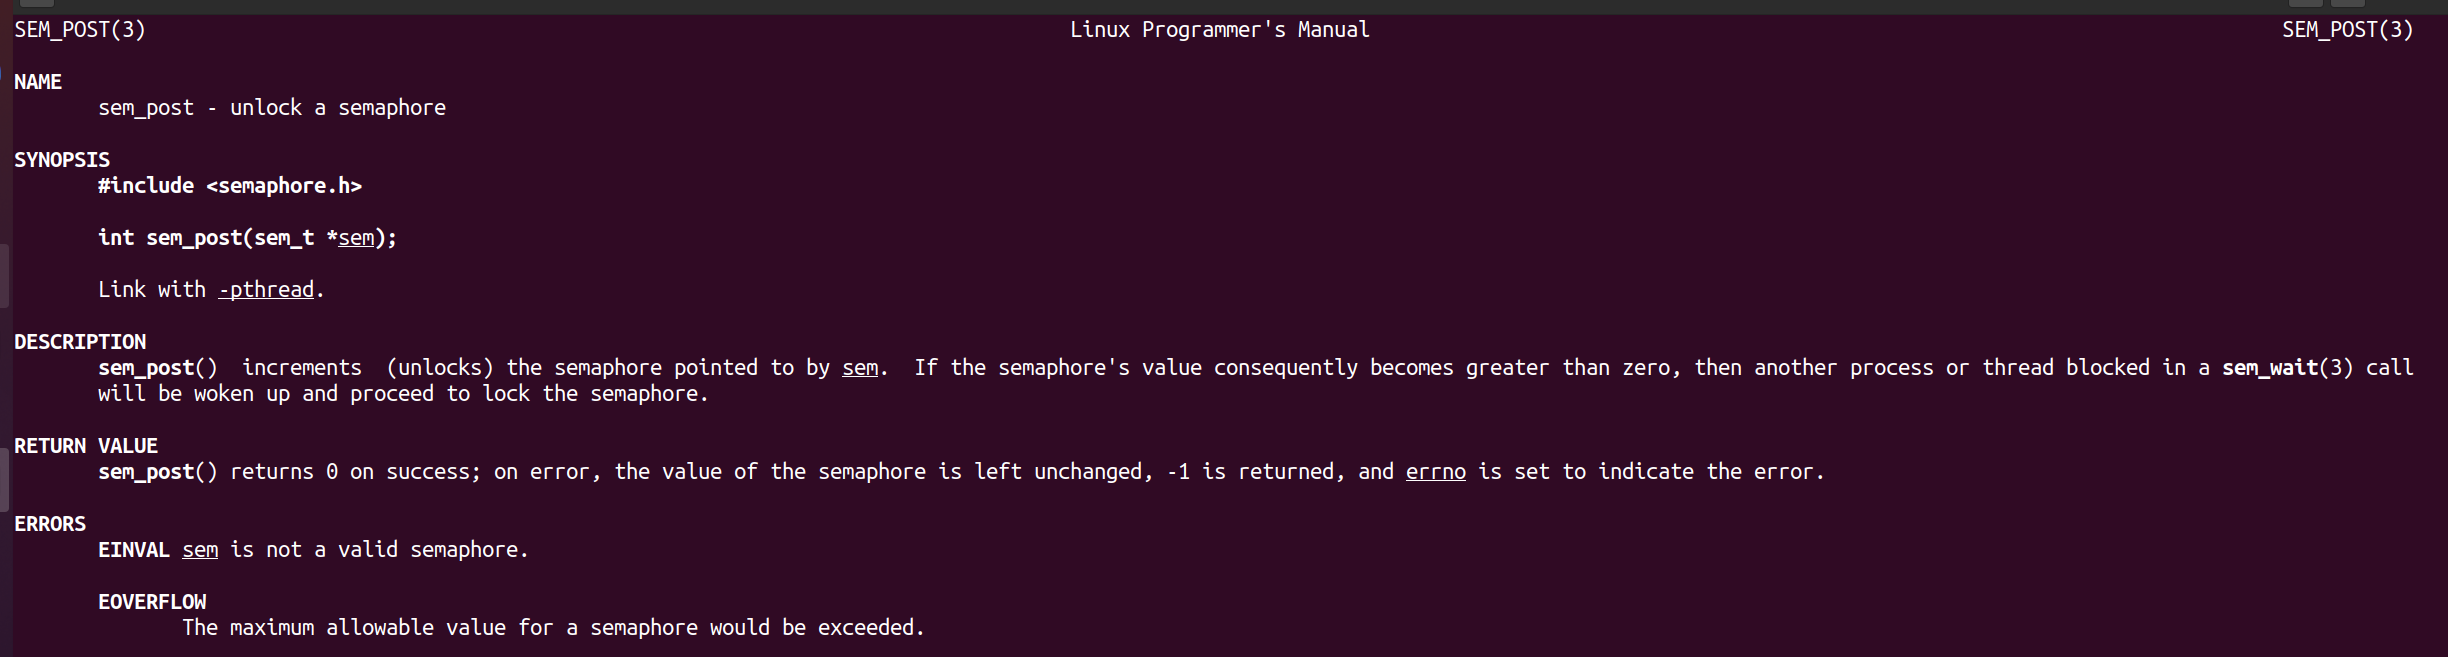 SEM_POST(3) Linux Programmer's Manual SEM_POST(3)
NAME
sem_post - unlock a semaphore
SYNOPSIS
#include <semaphore.h>
int sem_post(sem_t *sem);
Link with -pthread.
DESCRIPTION
sem_post()  increments  (unlocks) the semaphore pointed to by sem.  If the semaphore's value consequently becomes greater than zero, then another process or thread blocked in a sem_wait(3) call
will be woken up and proceed to lock the semaphore.
RETURN VALUE
sem_post() returns 0 on success; on error, the value of the semaphore is left unchanged, -1 is returned, and errno is set to indicate the error.
ERRORS
EINVAL sem is not a valid semaphore.
EOVERFLOW
The maximum allowable value for a semaphore would be exceeded.